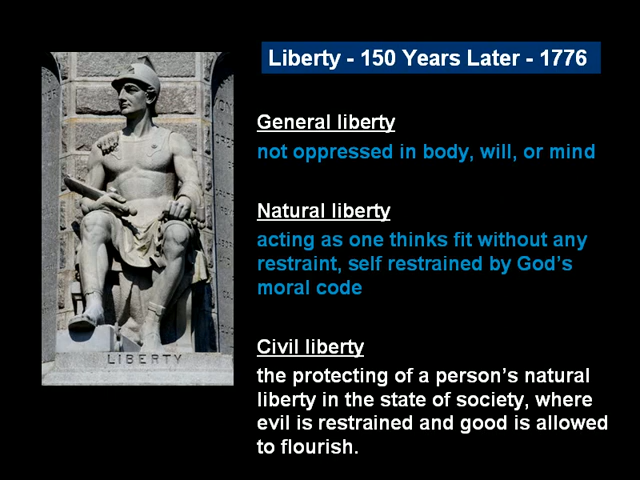 Liberty - 150 Years Later - 1776
General liberty
not oppressed in body, will, or mind
Natural liberty
acting as one thinks fit without any
restraint, self restrained by God's
moral code
Civil liberty
the protecting of a person's natural
liberty in the state of society, where
evil is restrained and good is allowed
to flourish.
LIBERTY